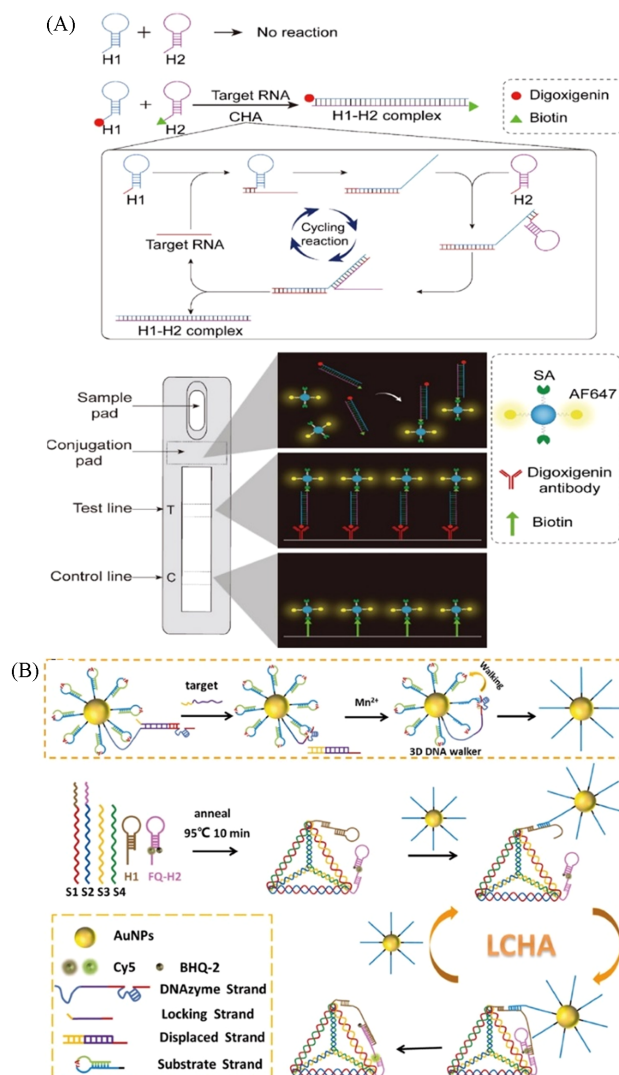 (A)
H1 + H2 → No reaction
H1 + H2 Target RNA
CHA
H1-H2 complex
Digoxigenin
Biotin
H1
H2
Target RNA
Cycling
reaction
H1-H2 complex
Sample
pad
Conjugation
pad
Test line
T
Control line
C
SA
AF647
Digoxigenin
antibody
Biotin
(B)
target
Mn²⁺
Walking
3D DNA walker
S1 S2 S3 S4
H1
FQ-H2
anneal
95℃ 10 min
LCHA
AuNPs
Cy5
BHQ-2
DNAzyme Strand
Locking Strand
Displaced Strand
Substrate Strand